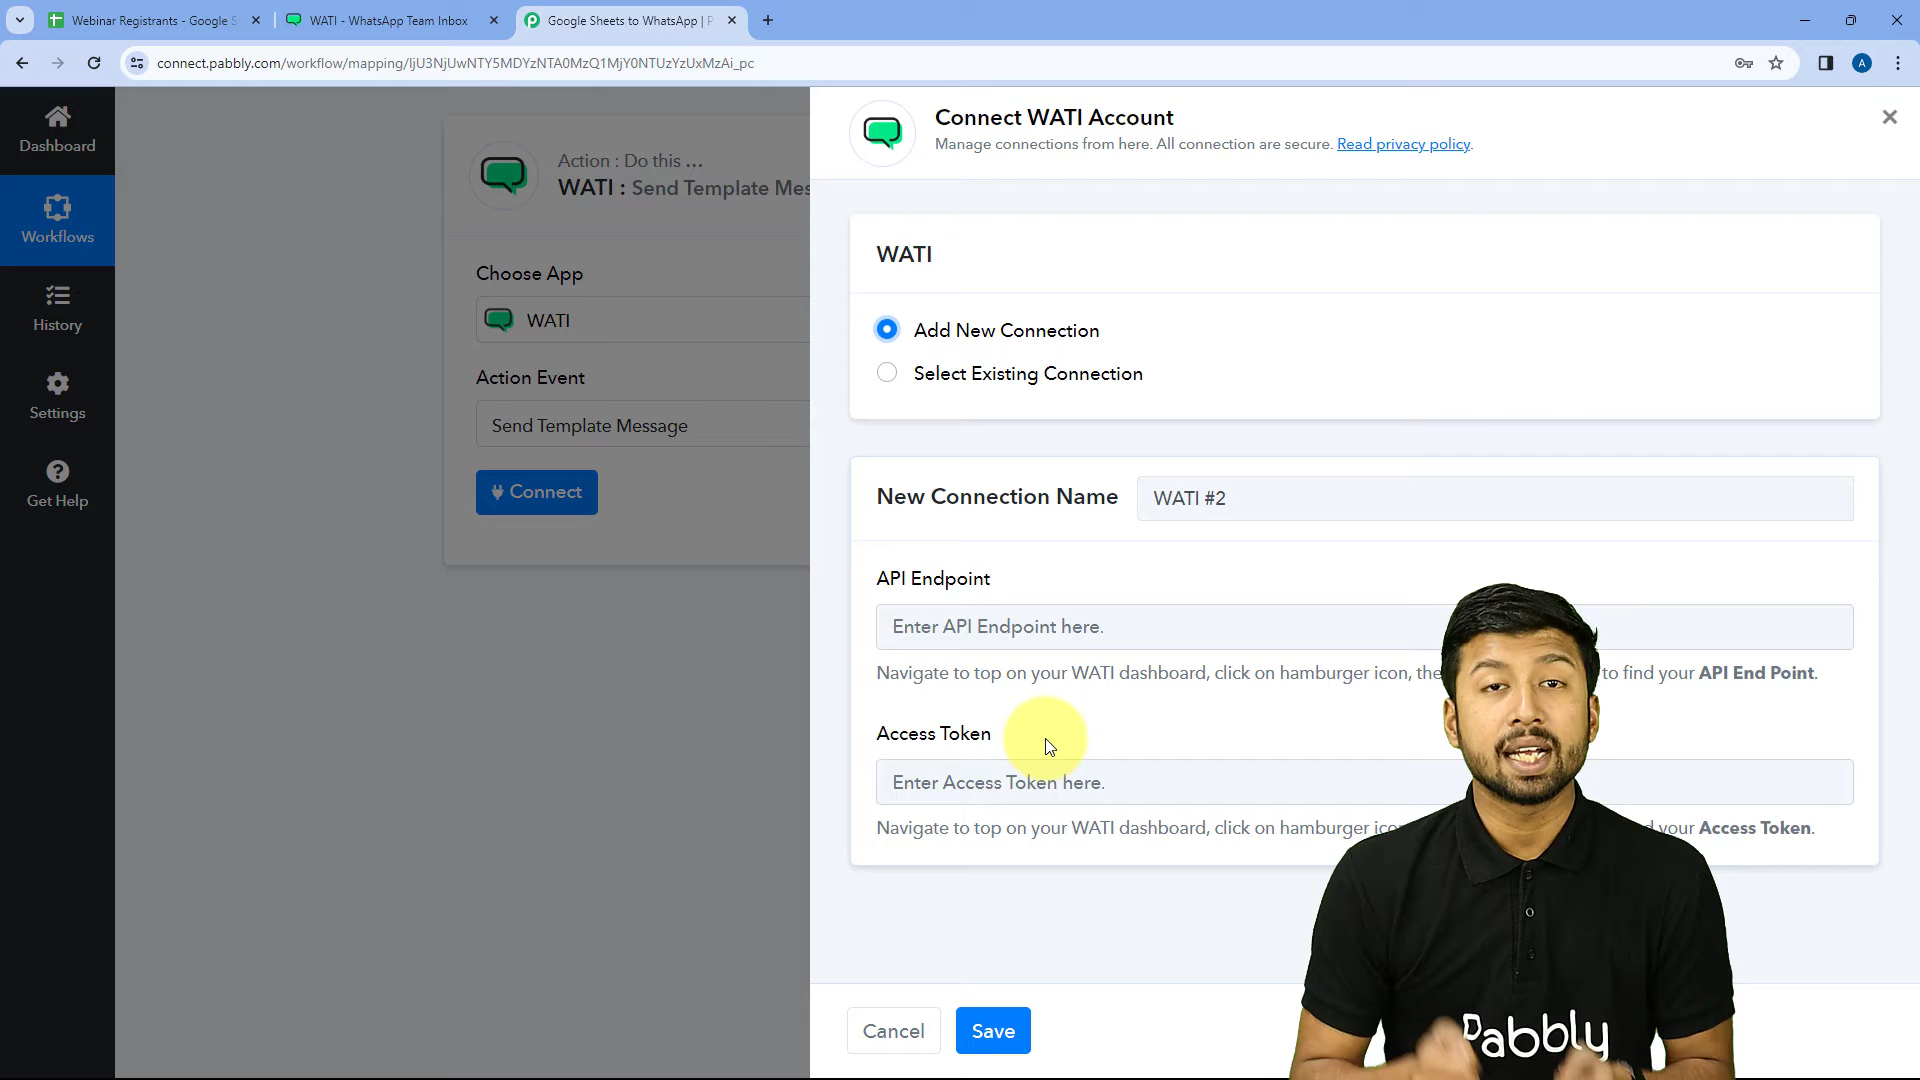 Webinar Registrants - Google S
WATI - WhatsApp Team Inbox
Google Sheets to WhatsApp | P
connect.pabbly.com/workflow/mapping/
A
Dashboard
Workflows
History
Settings
Get Help
Action : Do this ...
WATI : Send Template Mes
Choose App
WATI
Action Event
Send Template Message
Connect
Connect WATI Account
Manage connections from here. All connection are secure. Read privacy policy.
WATI
Add New Connection
Select Existing Connection
New Connection Name
WATI #2
API Endpoint
Enter API Endpoint here.
Navigate to top on your WATI dashboard, click on hamburger icon, the to find your API End Point.
Access Token
Enter Access Token here.
Navigate to top on your WATI dashboard, click on hamburger ico your Access Token.
Cancel
Save
Pabbly